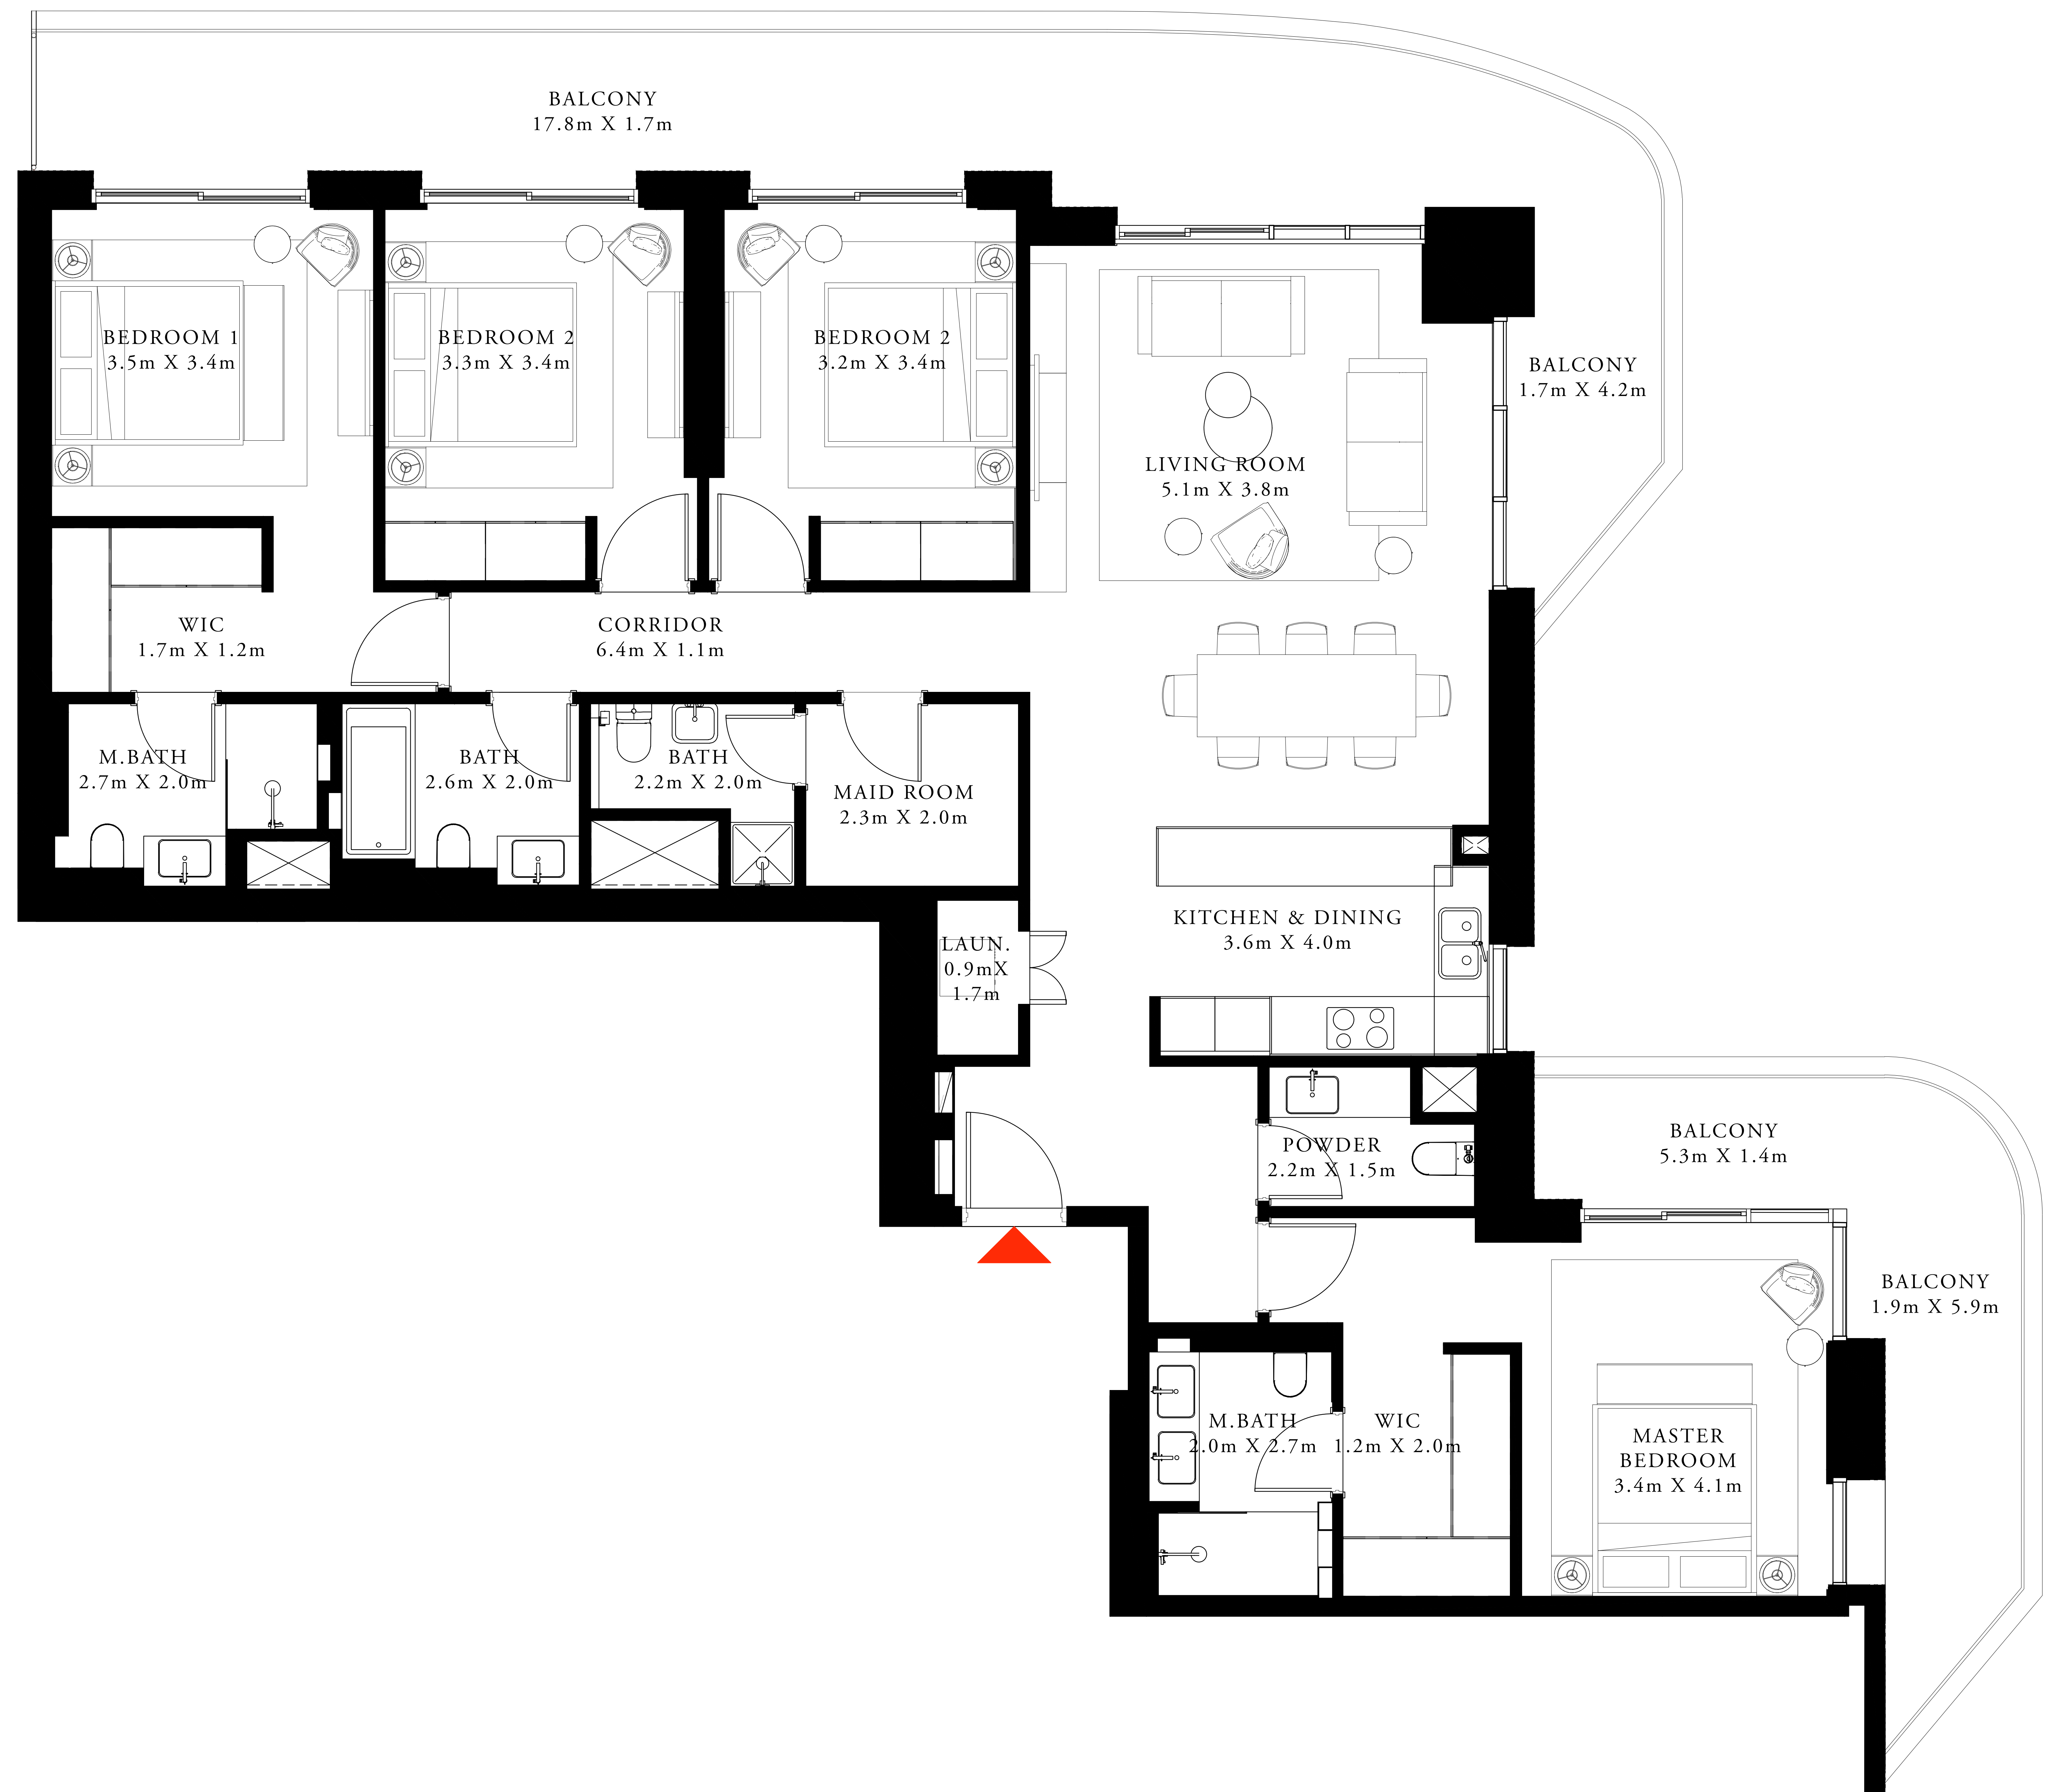 BALCONY
17.8m X 1.7m
BEDROOM 1
3.5m X 3.4m
BEDROOM 2
3.3m X 3.4m
BEDROOM 2
3.2m X 3.4m
BALCONY
1.7m X 4.2m
LIVING ROOM
5.1m X 3.8m
WIC
1.7m X 1.2m
CORRIDOR
6.4m X 1.1m
M.BATH
2.7m X 2.0m
BATH
2.6m X 2.0m
BATH
2.2m X 2.0m
MAID ROOM
2.3m X 2.0m
KITCHEN & DINING
3.6m X 4.0m
LAUN.
0.9mX
1.7m
POWDER
2.2m X 1.5m
BALCONY
5.3m X 1.4m
BALCONY
1.9m X 5.9m
M.BATH
2.0m X 2.7m
WIC
1.2m X 2.0m
MASTER
BEDROOM
3.4m X 4.1m